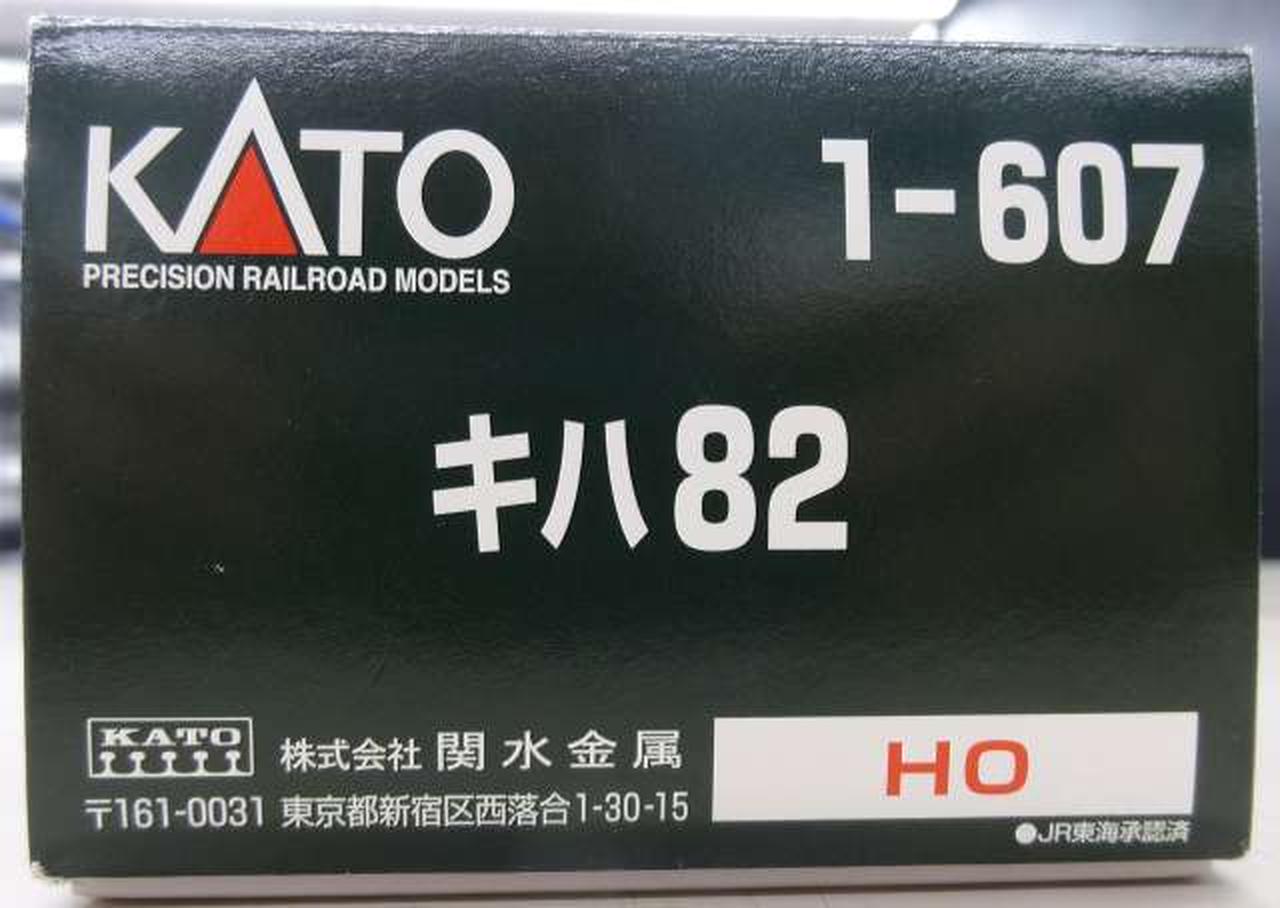 KATO
PRECISION RAILROAD MODELS
1-607
キハ82
KATO
株式会社 関水金属
〒161-0031 東京都新宿区西落合1-30-15
HO
●JR東海承認済